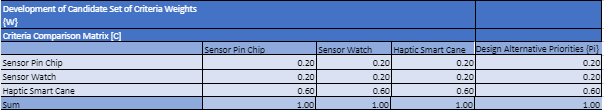 Development of Candidate Set of Criteria Weights
{W}
Criteria Comparison Matrix [C]
Sensor Pin Chip Sensor Watch Haptic Smart Cane Design Alternative Priorities {Pi}
Sensor Pin Chip 0.20 0.20 0.20 0.20
Sensor Watch 0.20 0.20 0.20 0.20
Haptic Smart Cane 0.60 0.60 0.60 0.60
Sum 1.00 1.00 1.00 1.00